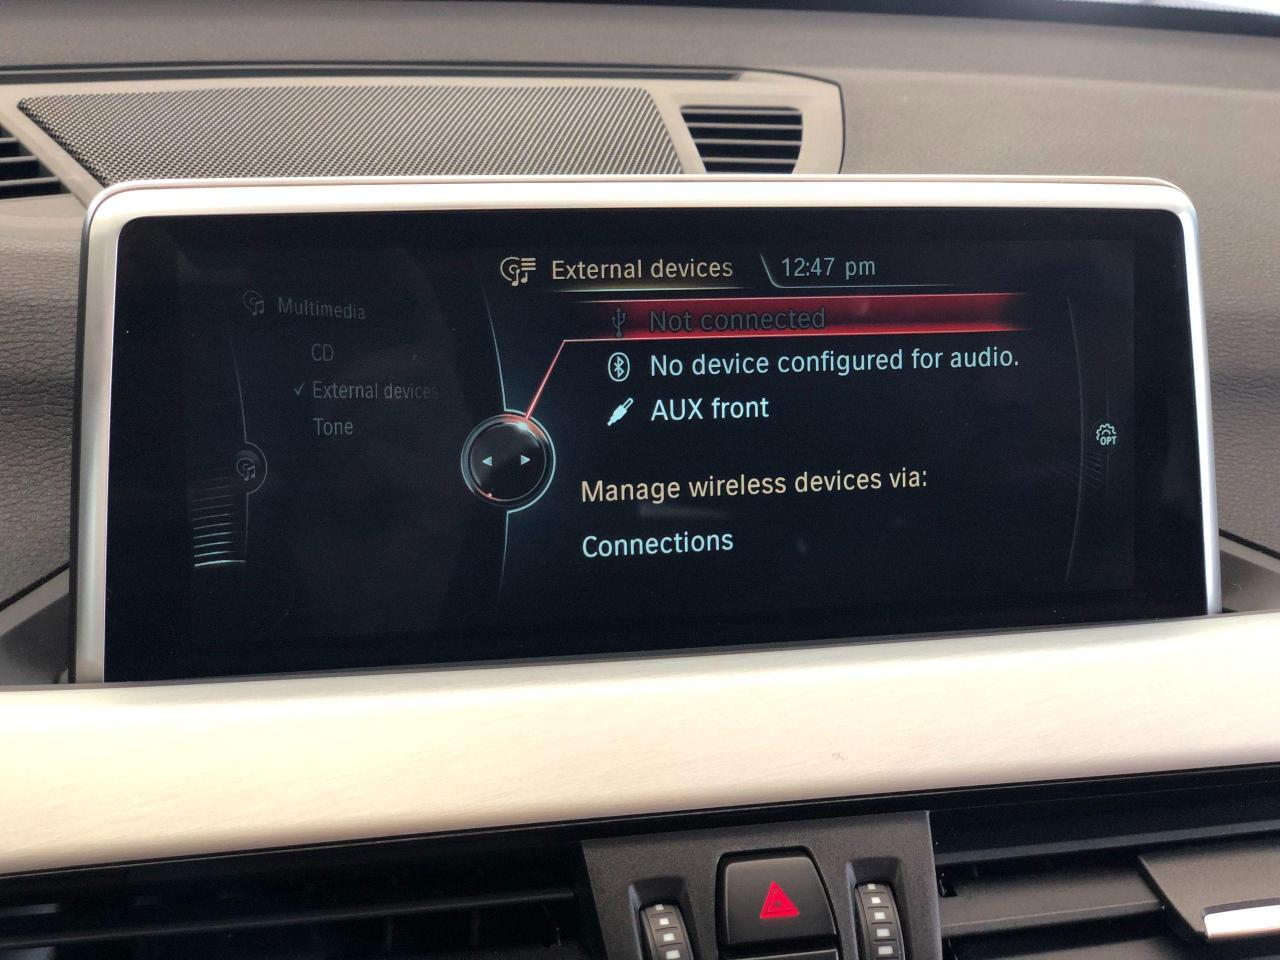 External devices
12:47 pm
Multimedia
CD
✓ External devices
Tone
Not connected
No device configured for audio.
AUX front
Manage wireless devices via:
Connections
OPT